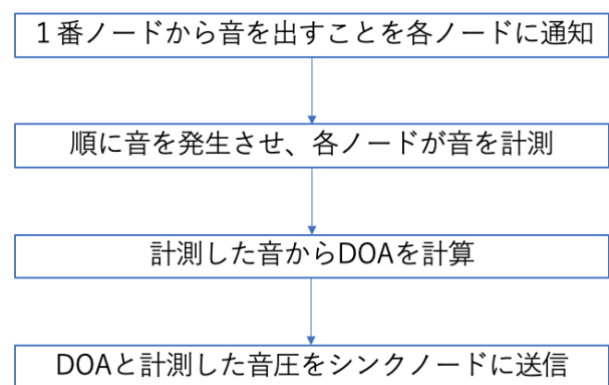 １番ノードから音を出すことを各ノードに通知
順に音を発生させ、各ノードが音を計測
計測した音からDOAを計算
DOAと計測した音圧をシンクノードに送信